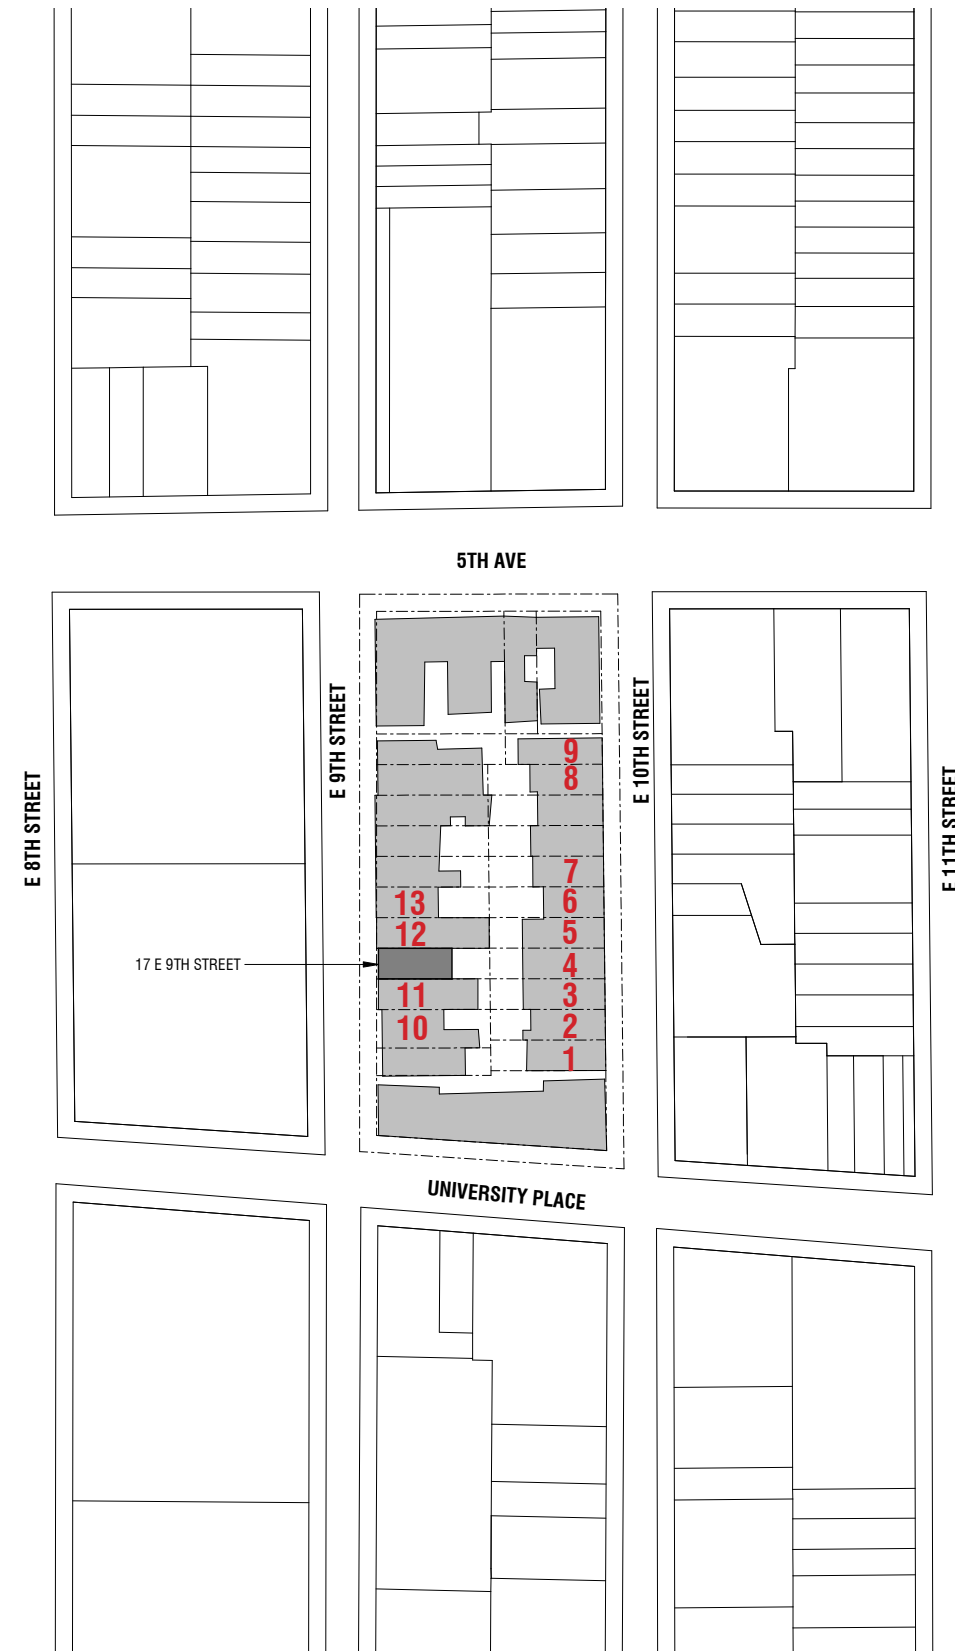 5TH AVE
E 8TH STREET
E 9TH STREET
E 10TH STREET
E 11TH STREET
9
8
7
13
6
12
5
17 E 9TH STREET
4
11
3
10
2
1
UNIVERSITY PLACE